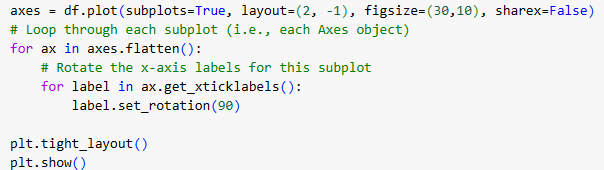 axes = df.plot(subplots=True, layout=(2, -1), figsize=(30,10), sharex=False)
# Loop through each subplot (i.e., each Axes object)
for ax in axes.flatten():
    # Rotate the x-axis labels for this subplot
    for label in ax.get_xticklabels():
        label.set_rotation(90)

plt.tight_layout()
plt.show()